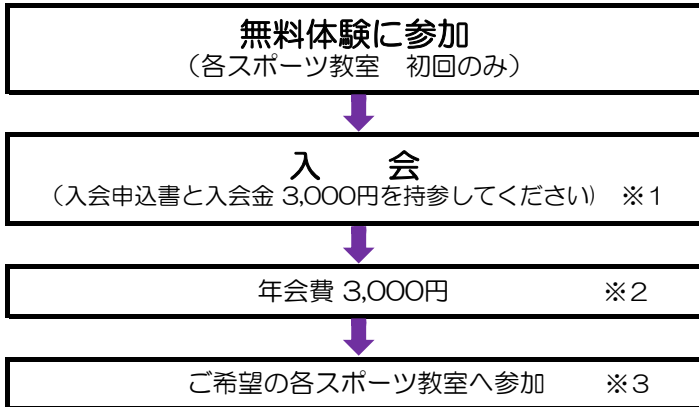 無料体験に参加
（各スポーツ教室　初回のみ）
入　　会
（入会申込書と入会金 3,000円を持参してください）　※１
年会費 3,000円　※２
ご希望の各スポーツ教室へ参加　※３